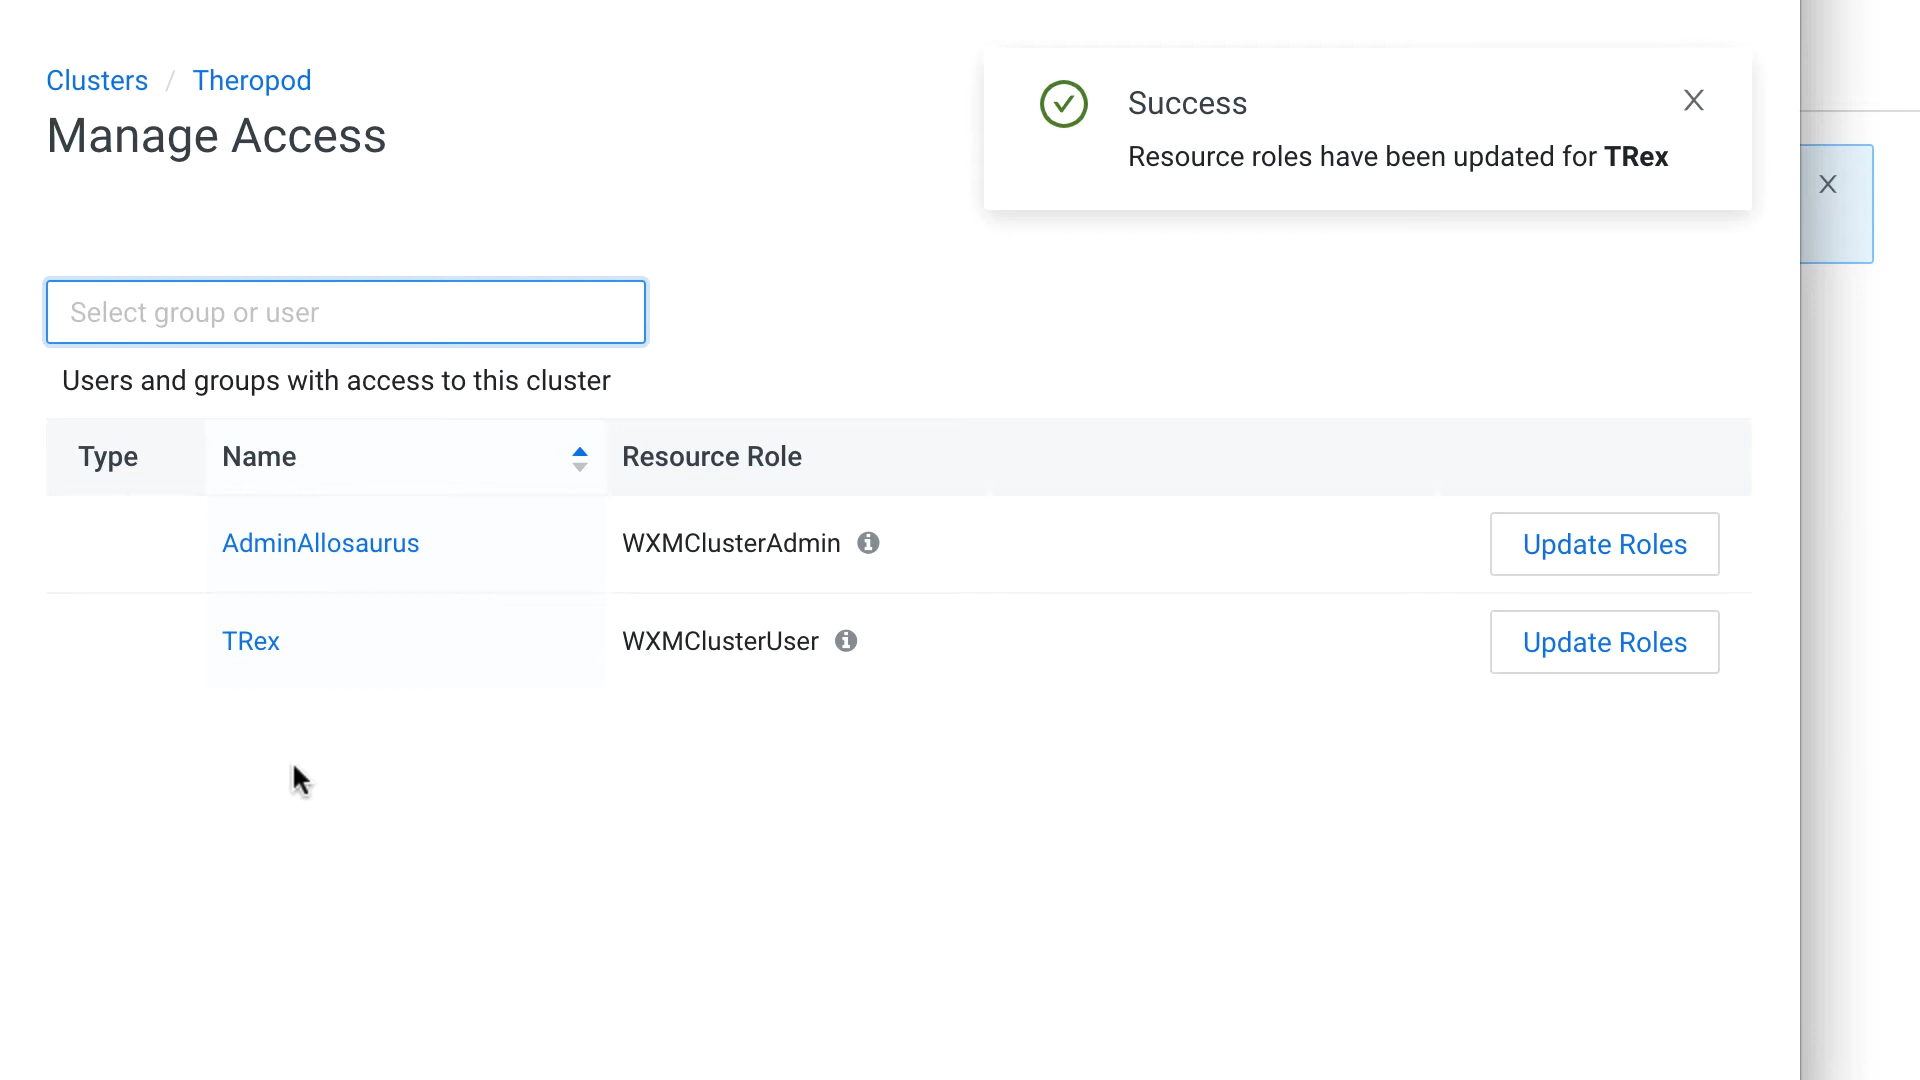 Clusters / Theropod
Manage Access
Success
Resource roles have been updated for TRex
Select group or user
Users and groups with access to this cluster
Type Name Resource Role
AdminAllosaurus WXMClusterAdmin Update Roles
TRex WXMClusterUser Update Roles